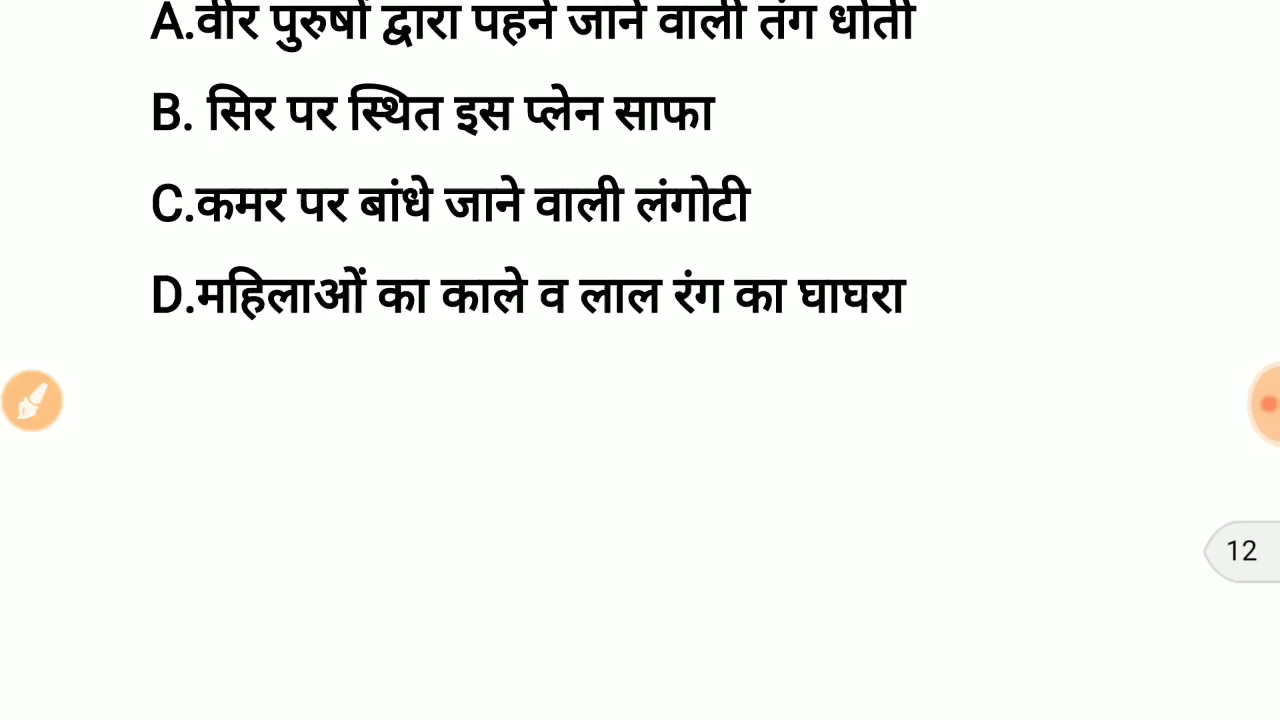 A.वीर पुरुषों द्वारा पहने जाने वाली तंग धोती
B. सिर पर स्थित इस प्लेन साफा
C.कमर पर बांधे जाने वाली लंगोटी
D.महिलाओं का काले व लाल रंग का घाघरा
12